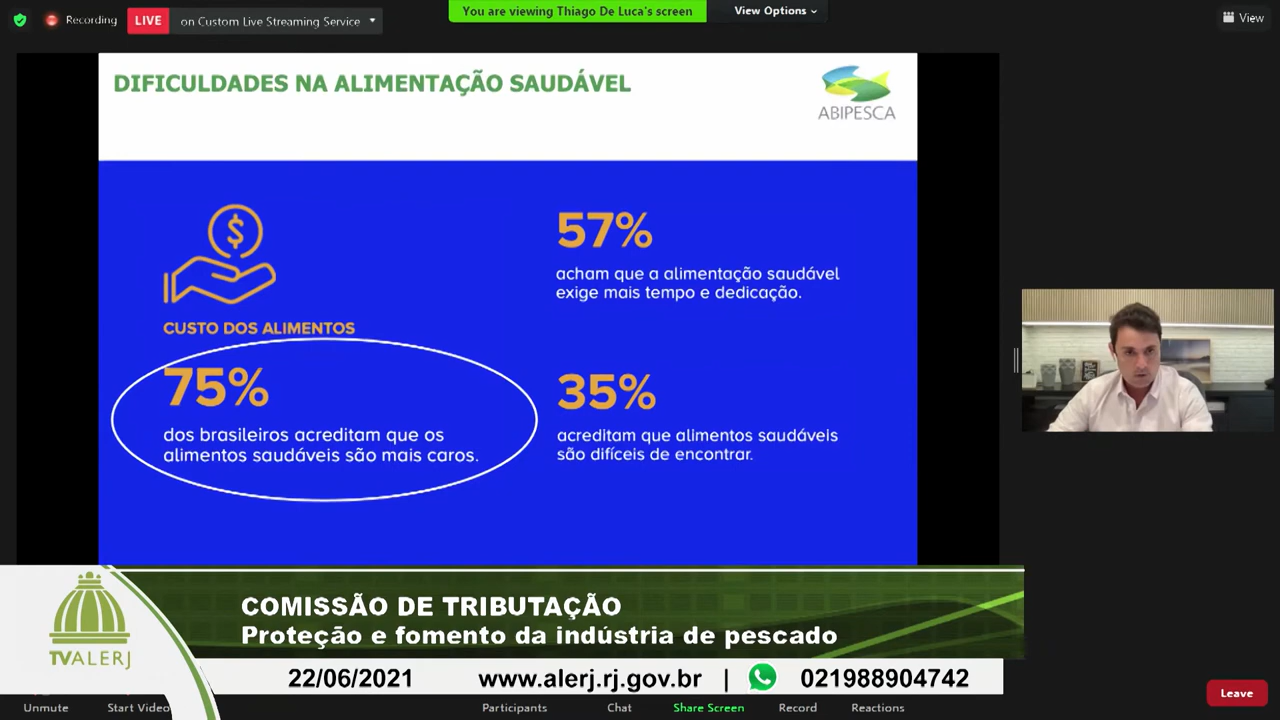 Recording
LIVE
on Custom Live Streaming Service
You are viewing Thiago De Luca's screen
View Options
View
DIFICULDADES NA ALIMENTAÇÃO SAUDÁVEL
ABIPESCA
$
CUSTO DOS ALIMENTOS
75%
dos brasileiros acreditam que os
alimentos saudáveis são mais caros.
57%
acham que a alimentação saudável
exige mais tempo e dedicação.
35%
acreditam que alimentos saudáveis
são difíceis de encontrar.
COMISSÃO DE TRIBUTAÇÃO
Proteção e fomento da indústria de pescado
TVALERJ
22/06/2021 www.alerj.rj.gov.br | 021988904742
Unmute
Start Video
Participants
Chat
Share Screen
Record
Reactions
Leave